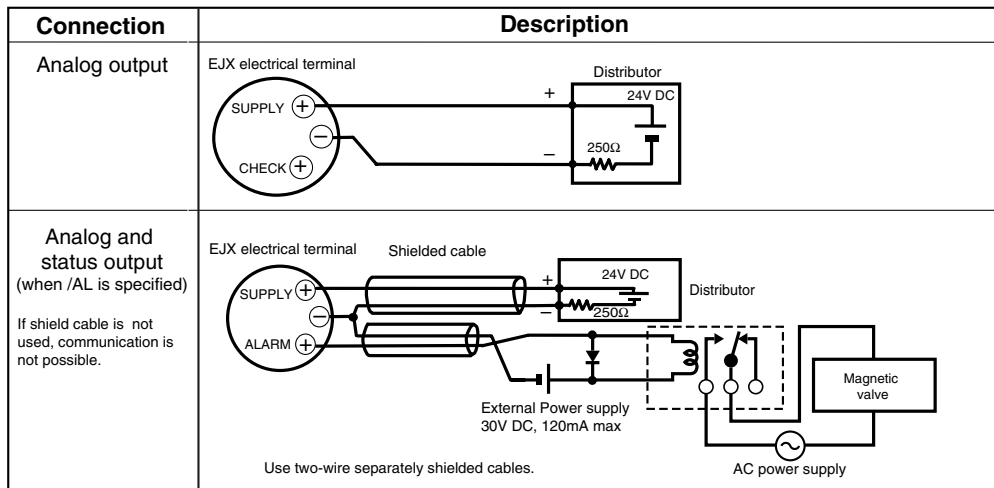 Connection
Description
Analog output
EJX electrical terminal
SUPPLY +
−
CHECK +
+
−
Distributor
24V DC
250Ω
Analog and
status output
(when /AL is specified)
If shield cable is not
used, communication is
not possible.
EJX electrical terminal
Shielded cable
SUPPLY +
−
ALARM +
+
−
24V DC
250Ω
Distributor
External Power supply
30V DC, 120mA max
Magnetic
valve
AC power supply
Use two-wire separately shielded cables.